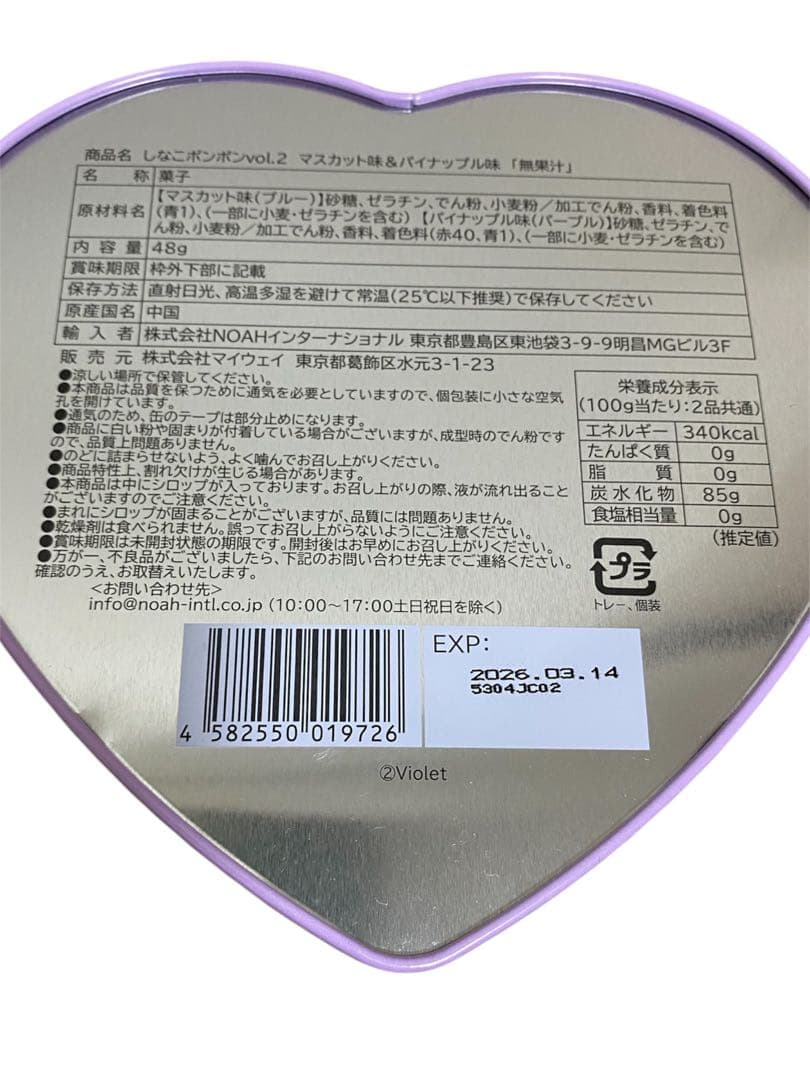 商品名 しなこボンボンvol.2 マスカット味&パイナップル味 「無果汁」
名 称 菓子
原材料名 【マスカット味(ブルー)】砂糖、ゼラチン、でん粉、小麦粉/加工でん粉、香料、着色料
(青1)、(一部に小麦・ゼラチンを含む) 【パイナップル味(パープル)】砂糖、ゼラチン、で
ん粉、小麦粉/加工でん粉、香料、着色料(赤40、青1)、(一部に小麦・ゼラチンを含む)
内 容 量 48g
賞味期限 枠外下部に記載
保存方法 直射日光、高温多湿を避けて常温(25℃以下推奨)で保存してください
原産国名 中国
輸 入 者 株式会社NOAHインターナショナル 東京都豊島区東池袋3-9-9明昌MGビル3F
販 売 元 株式会社マイウェイ 東京都葛飾区水元3-1-23
●涼しい場所で保管してください。
●本商品は品質を保つために通気を必要としていますので、個包装に小さな空気
孔を開けています。
●通気のため、缶のテープは部分止めになります。
●商品に白い粉や固まりが付着している場合がございますが、成型時のでん粉です
ので、品質上問題ありません。
●のどに詰まらせないよう、よく噛んでお召し上がりください。
●商品特性上、割れ欠けが生じる場合があります。
●本商品は中にシロップが入っております。お召し上がりの際、液が流れ出ること
がございますのでご注意ください。
●まれにシロップが固まることがございますが、品質には問題ありません。
●乾燥剤は食べられません。誤ってお召し上がらないようにご注意ください。
●賞味期限は未開封状態の期限です。開封後はお早めにお召し上がりください。
●万が一、不良品がございましたら、下記のお問い合わせ先までご連絡ください。
確認のうえ、お取替えいたします。
<お問い合わせ先>
info@noah-intl.co.jp (10:00~17:00土日祝日を除く)
栄養成分表示
(100g当たり:2品共通)
エネルギー 340kcal
たんぱく質 0g
脂 質 0g
炭水化物 85g
食塩相当量 0g
(推定値)
プラ
トレー、個装
4 582550 019726
EXP:
2026.03.14
5304JC02
②Violet